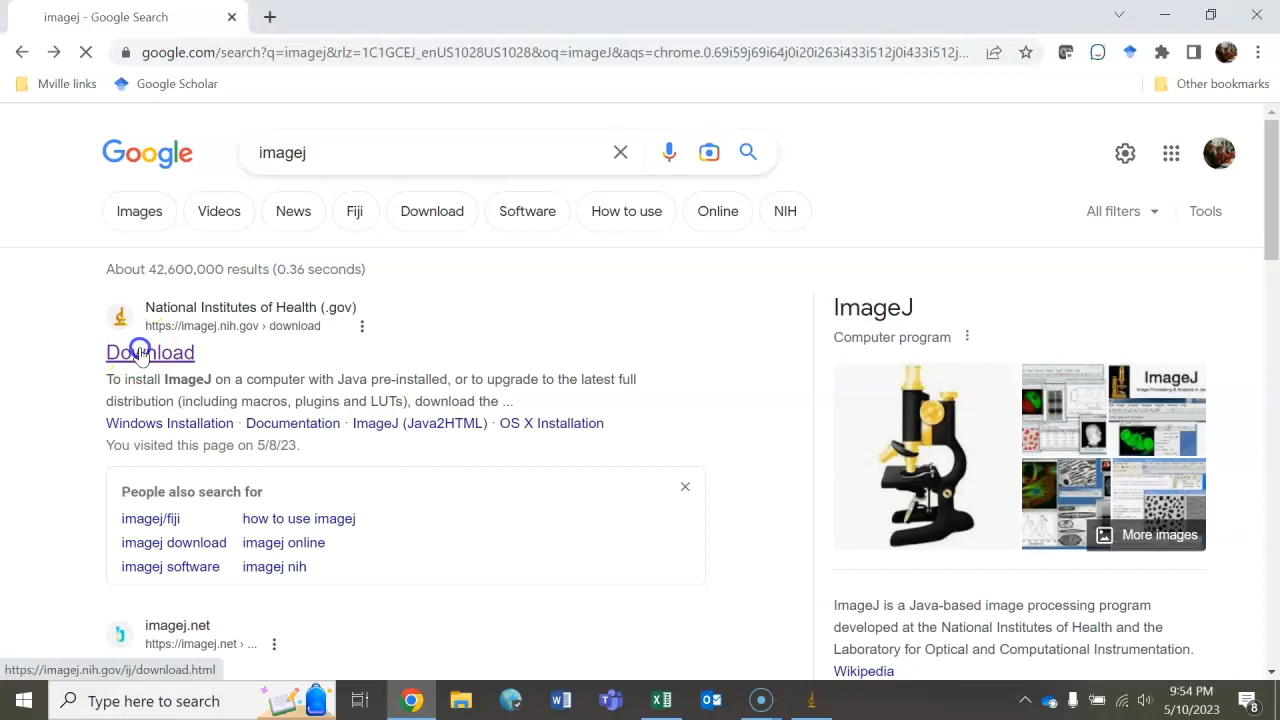 imagej - Google Search
google.com/search?q=imagej&rlz=1C1GCEJ_enUS1028US1028&oq=imageJ&aqs=chrome.0.69i59j69i64j0i20i263i433i512j0i433i512j...
Mville links
Google Scholar
Other bookmarks
Google
imagej
Images
Videos
News
Fiji
Download
Software
How to use
Online
NIH
All filters
Tools
About 42,600,000 results (0.36 seconds)
National Institutes of Health (.gov)
https://imagej.nih.gov › download
Download
To install ImageJ on a computer with Java pre-installed, or to upgrade to the latest full
distribution (including macros, plugins and LUTs), download the ...
Windows Installation · Documentation · ImageJ (Java2HTML) · OS X Installation
You visited this page on 5/8/23.
People also search for
imagej/fiji
how to use imagej
imagej download
imagej online
imagej software
imagej nih
imagej.net
https://imagej.net › ...
ImageJ
Computer program
ImageJ
Image Processing & Analysis in Java
More images
ImageJ is a Java-based image processing program
developed at the National Institutes of Health and the
Laboratory for Optical and Computational Instrumentation.
Wikipedia
https://imagej.nih.gov/ij/download.html
Type here to search
9:54 PM
5/10/2023
8